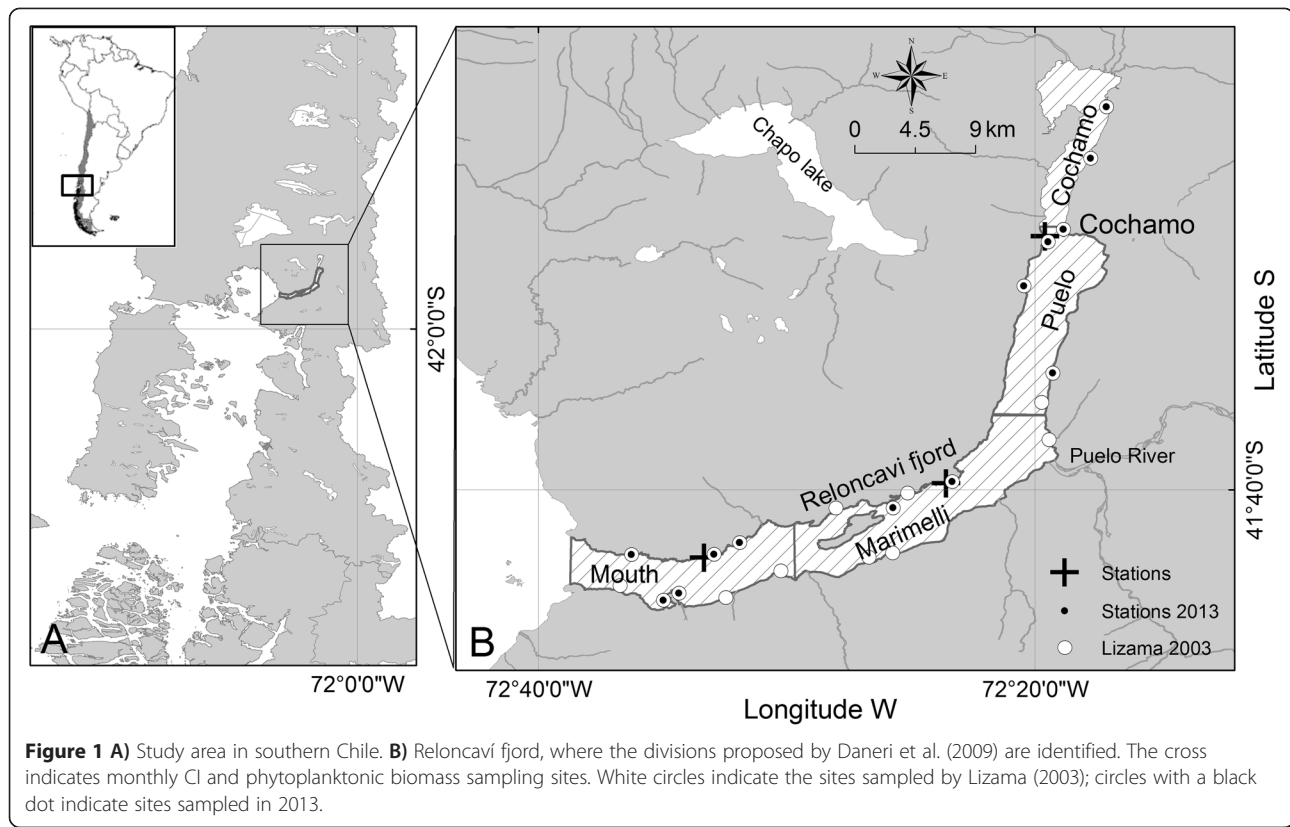 N
W
E
S
0 4.5 9 km
Chapo lake
Cochamo
Cochamo
Puelo
42°0'0"S
Latitude S
Reloncavi fjord
Puelo River
41°40'0"S
Marimelli
Mouth
Stations
Stations 2013
Lizama 2003
A
B
72°0'0"W
72°40'0"W
72°20'0"W
Longitude W
Figure 1 A) Study area in southern Chile. B) Reloncaví fjord, where the divisions proposed by Daneri et al. (2009) are identified. The cross
indicates monthly CI and phytoplanktonic biomass sampling sites. White circles indicate the sites sampled by Lizama (2003); circles with a black
dot indicate sites sampled in 2013.